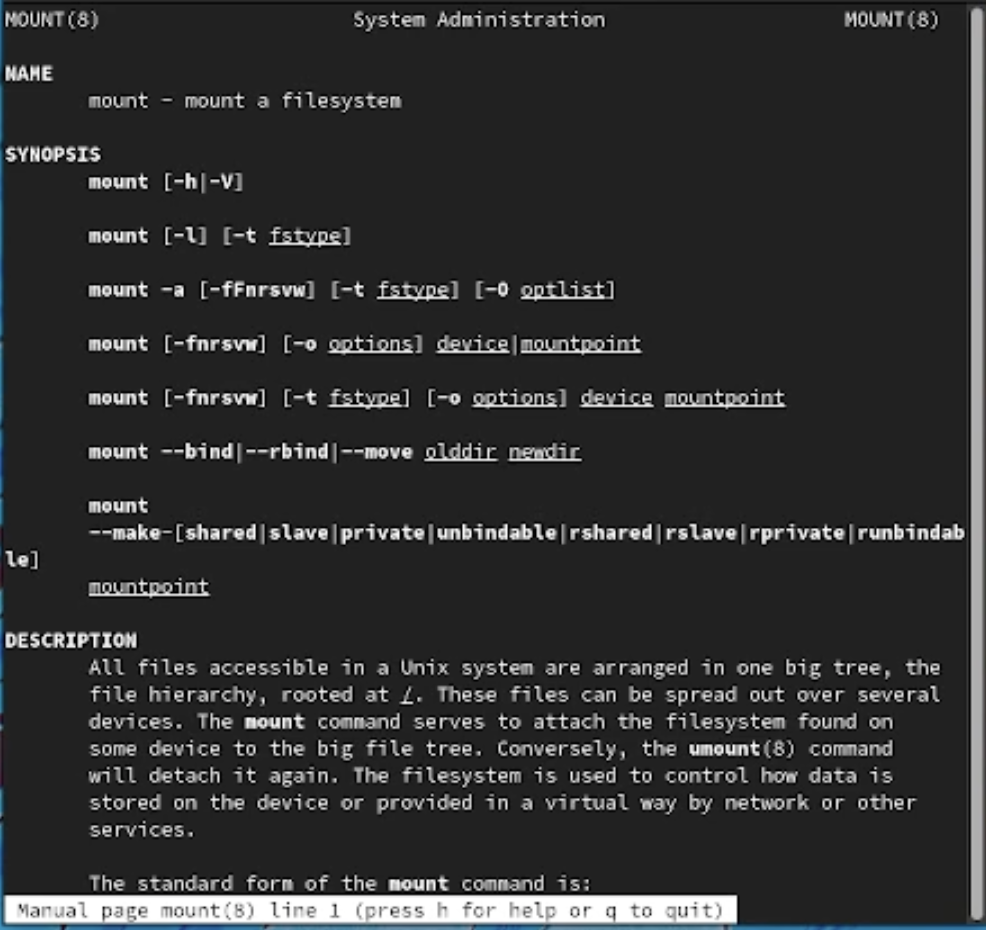 MOUNT(8) System Administration MOUNT(8)
NAME
mount - mount a filesystem
SYNOPSIS
mount [-h|-V]
mount [-l] [-t fstype]
mount -a [-fFnrsvw] [-t fstype] [-O optlist]
mount [-fnrsvw] [-o options] device|mountpoint
mount [-fnrsvw] [-t fstype] [-o options] device mountpoint
mount --bind|--rbind|--move olddir newdir
mount
--make-[shared|slave|private|unbindable|rshared|rslave|rprivate|runbindab
le]
mountpoint
DESCRIPTION
All files accessible in a Unix system are arranged in one big tree, the
file hierarchy, rooted at /. These files can be spread out over several
devices. The mount command serves to attach the filesystem found on
some device to the big file tree. Conversely, the umount(8) command
will detach it again. The filesystem is used to control how data is
stored on the device or provided in a virtual way by network or other
services.
The standard form of the mount command is:
Manual page mount(8) line 1 (press h for help or q to quit)